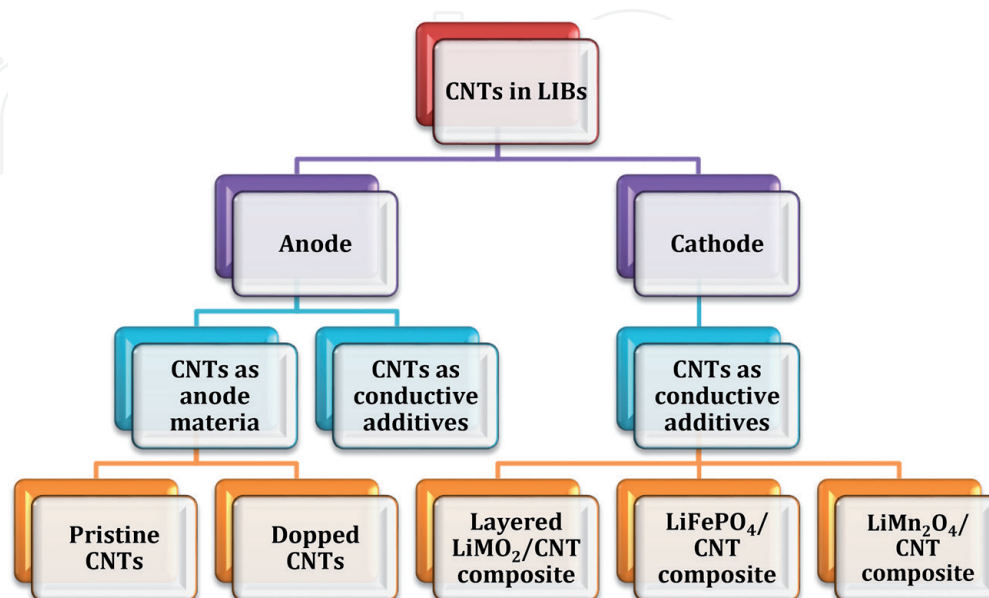 CNTs in LIBs
Anode
Cathode
CNTs as
anode
materia
CNTs as
conductive
additives
CNTs as
conductive
additives
Pristine
CNTs
Dopped
CNTs
Layered
LiMO₂/CNT
composite
LiFePO₄/
CNT
composite
LiMn₂O₄/
CNT
composite